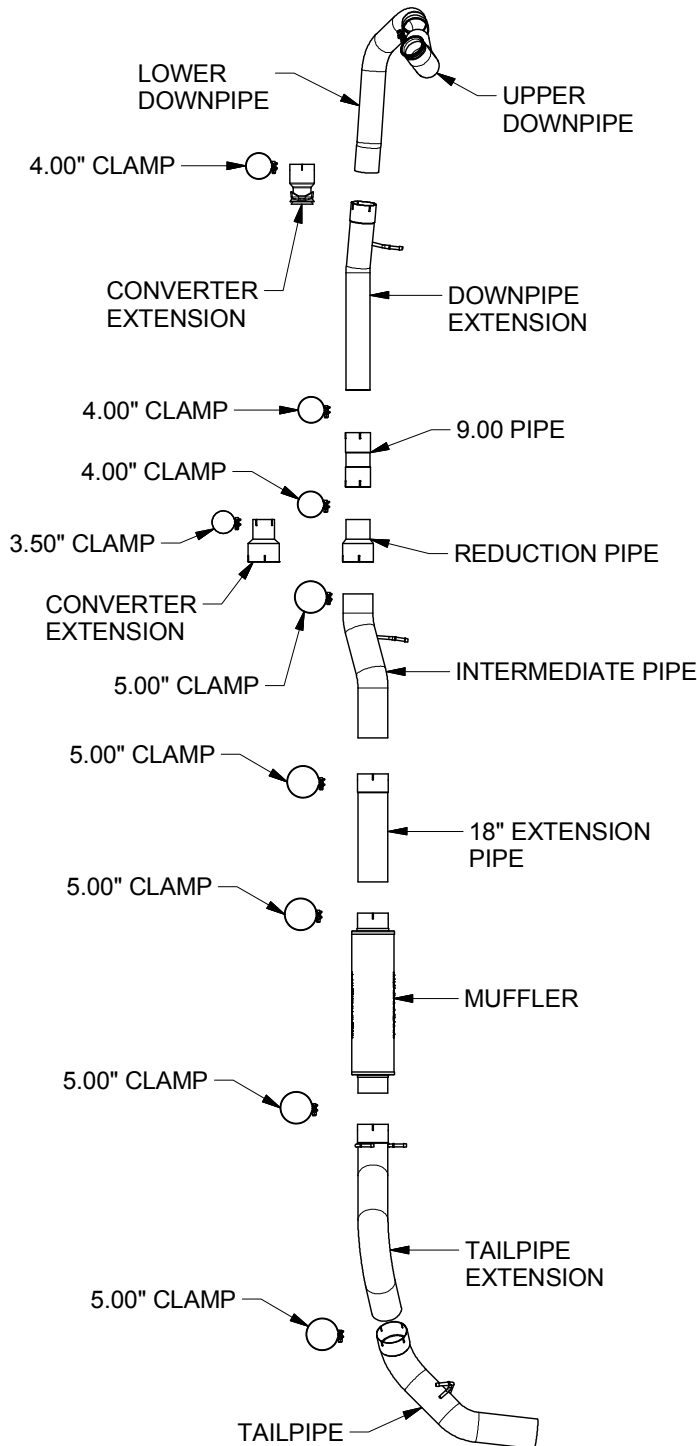 LOWER
DOWNPIPE
UPPER
DOWNPIPE
4.00" CLAMP
CONVERTER
EXTENSION
DOWNPIPE
EXTENSION
4.00" CLAMP
9.00 PIPE
4.00" CLAMP
3.50" CLAMP
REDUCTION PIPE
CONVERTER
EXTENSION
5.00" CLAMP
INTERMEDIATE PIPE
5.00" CLAMP
18" EXTENSION
PIPE
5.00" CLAMP
MUFFLER
5.00" CLAMP
TAILPIPE
EXTENSION
5.00" CLAMP
TAILPIPE